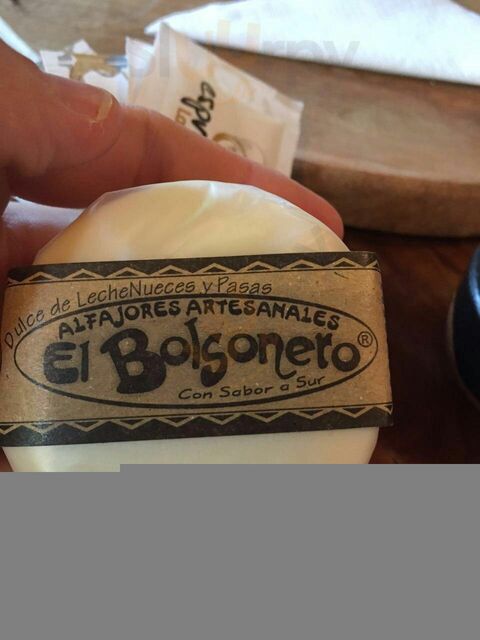 Dulce de LecheNueces y Pasas
ALFAJORES ARTESANALES
El Bolsonero®
Con Sabor a Sur